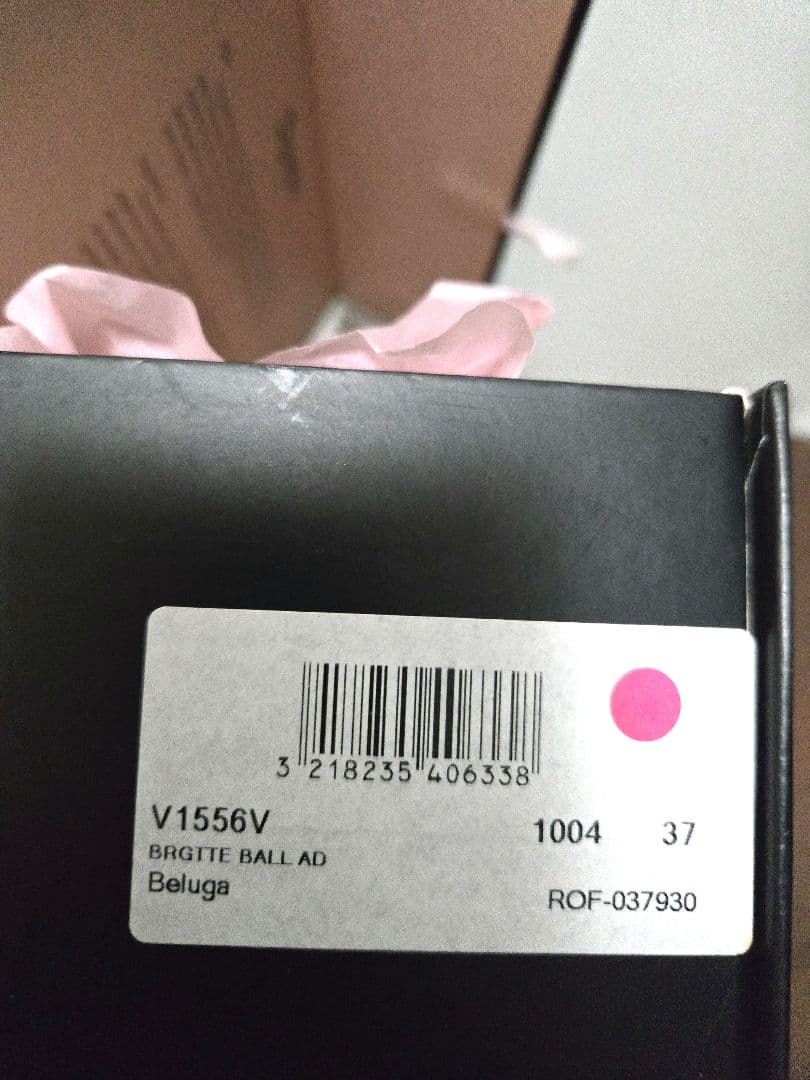 3 218235 406338
V1556V 1004 37
BRGTTE BALL AD
Beluga ROF-037930